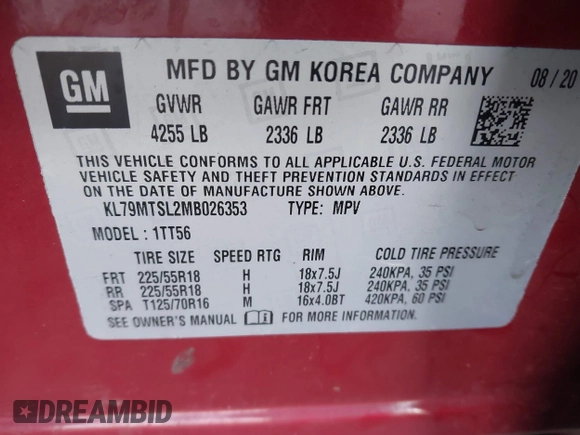 GM MFD BY GM KOREA COMPANY 08/20
GVWR GAWR FRT GAWR RR
4255 LB 2336 LB 2336 LB
THIS VEHICLE CONFORMS TO ALL APPLICABLE U.S. FEDERAL MOTOR
VEHICLE SAFETY AND THEFT PREVENTION STANDARDS IN EFFECT
ON THE DATE OF MANUFACTURE SHOWN ABOVE.
KL79MTSL2MB026353 TYPE: MPV
MODEL: 1TT56
TIRE SIZE SPEED RTG RIM COLD TIRE PRESSURE
FRT 225/55R18 H 18x7.5J 240KPA, 35 PSI
RR 225/55R18 H 18x7.5J 240KPA, 35 PSI
SPA T125/70R16 M 16x4.0BT 420KPA, 60 PSI
SEE OWNER'S MANUAL FOR MORE INFORMATION.
DREAMBID